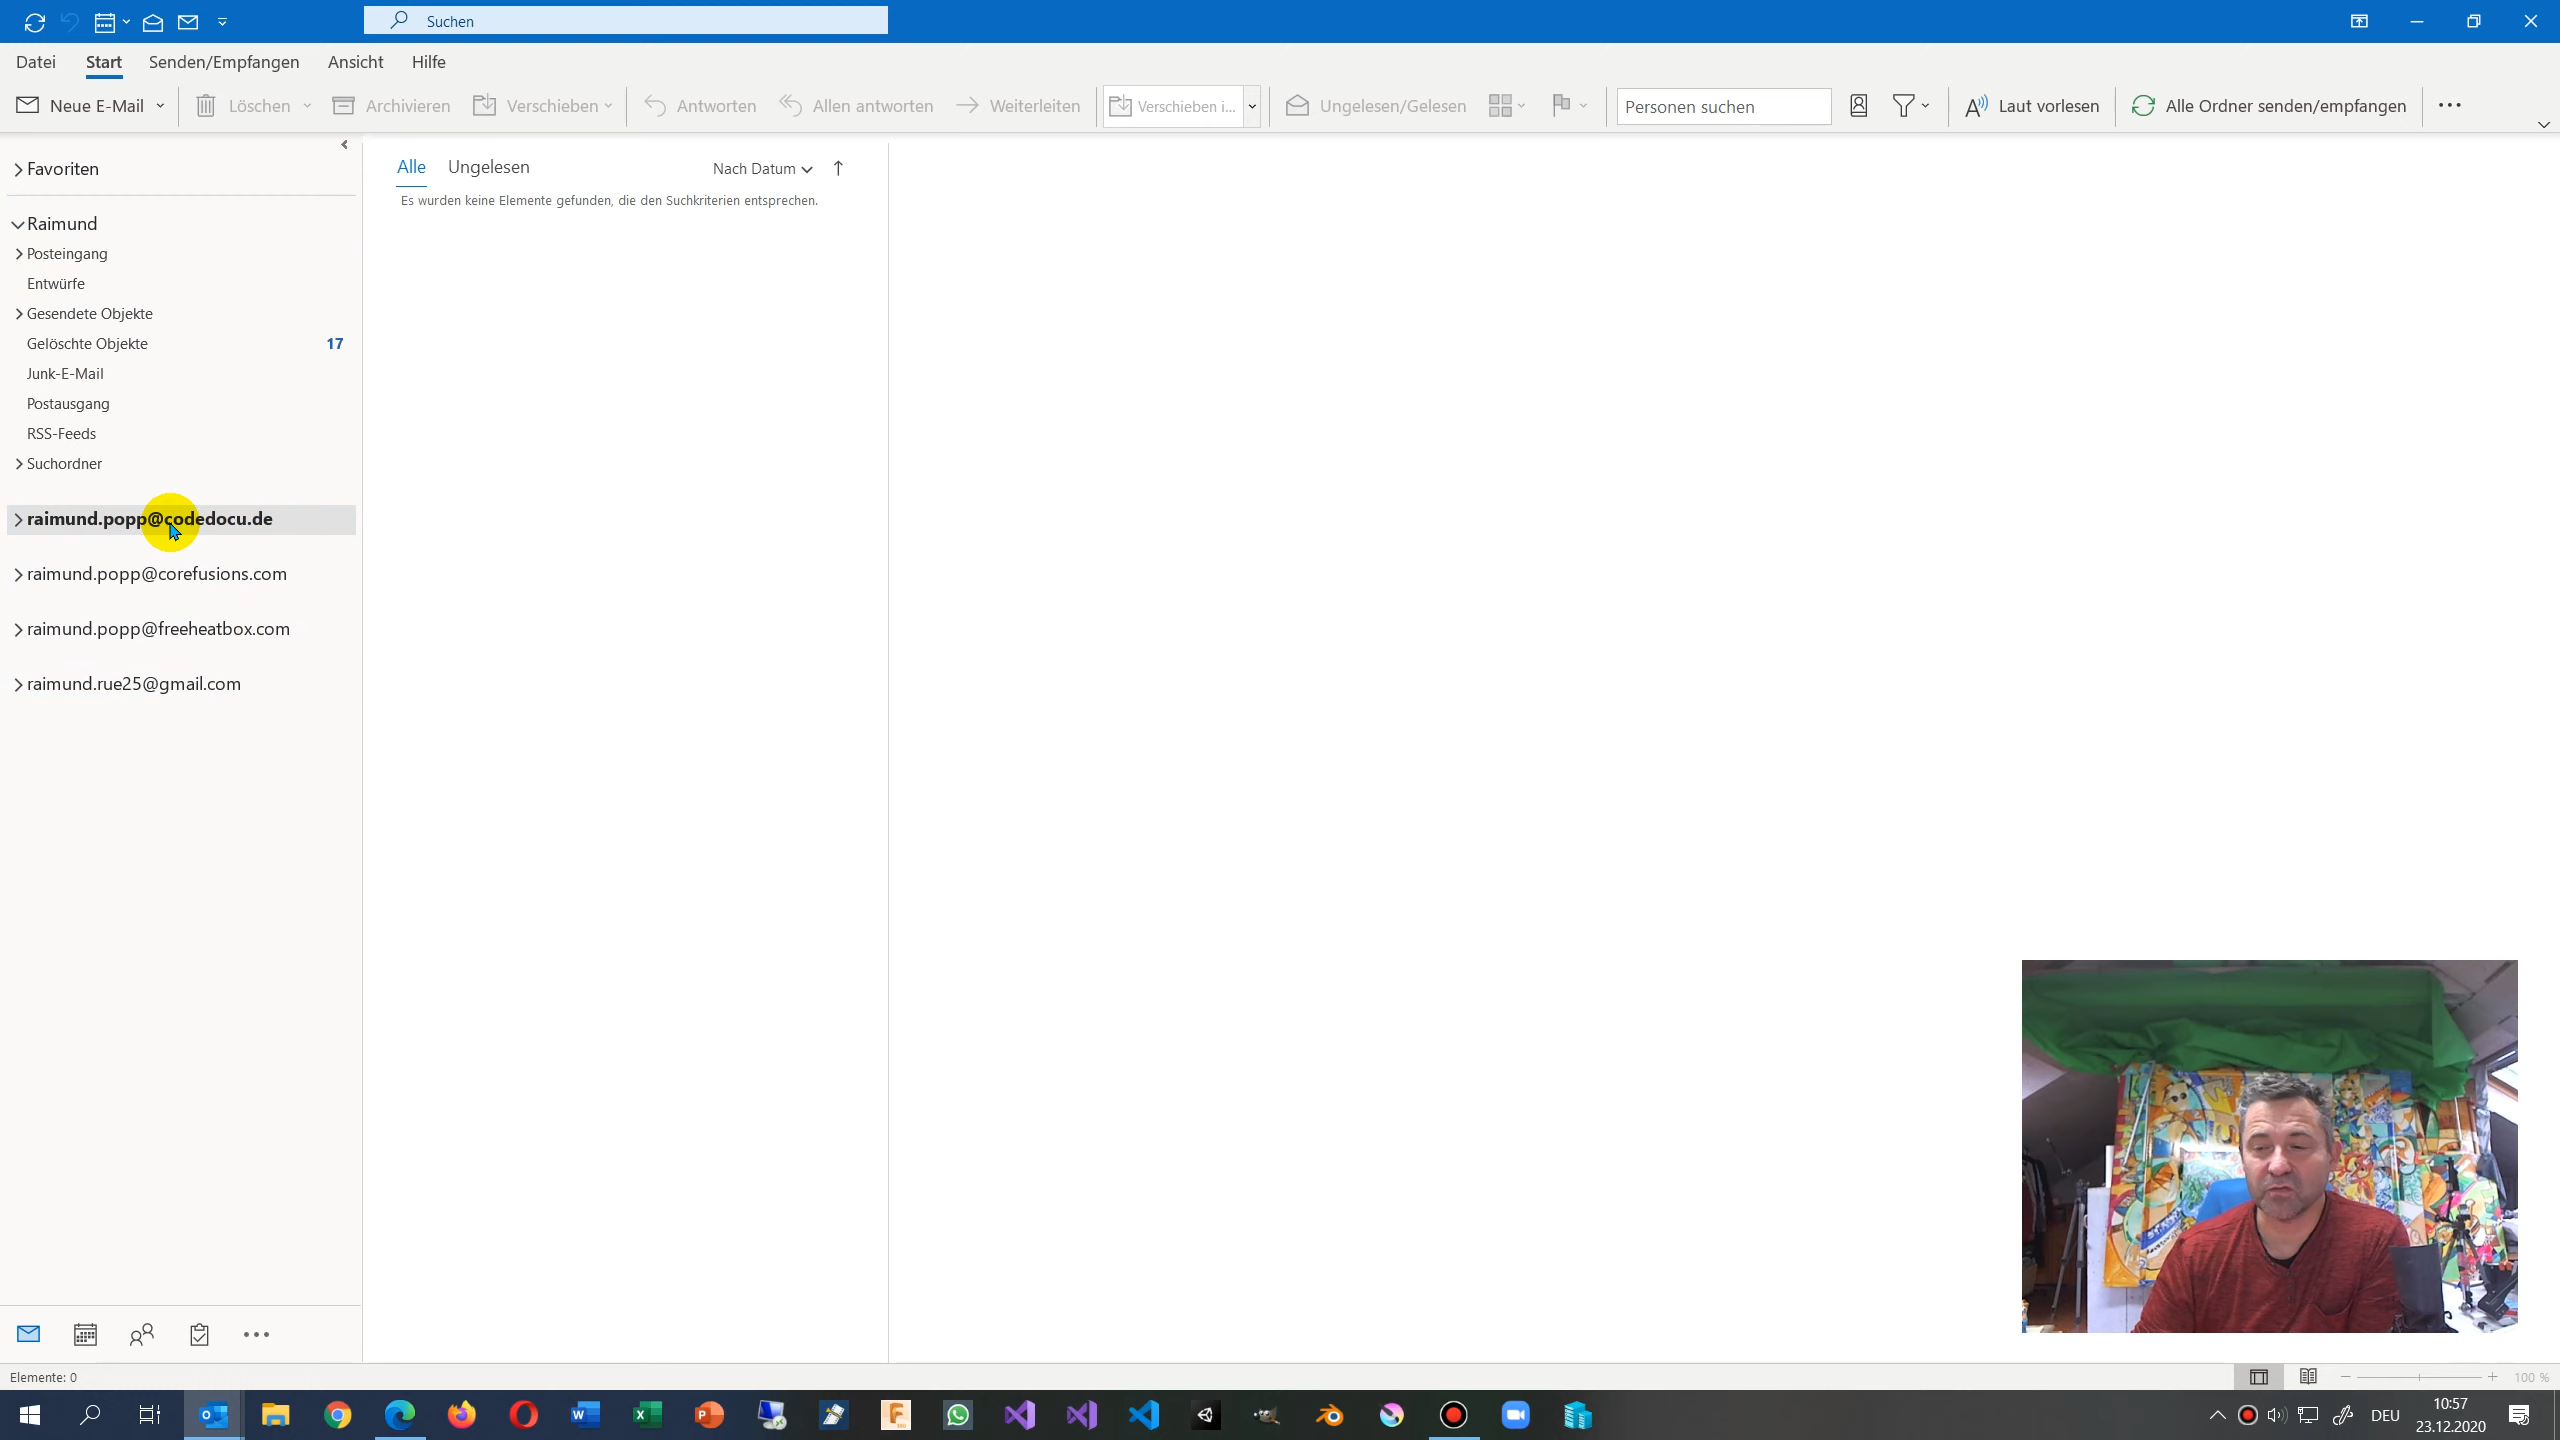 Suchen
Datei Start Senden/Empfangen Ansicht Hilfe
Neue E-Mail Löschen Archivieren Verschieben Antworten Allen antworten Weiterleiten Verschieben i... Ungelesen/Gelesen Personen suchen Laut vorlesen Alle Ordner senden/empfangen
Favoriten
Alle Ungelesen Nach Datum
Es wurden keine Elemente gefunden, die den Suchkriterien entsprechen.
Raimund
Posteingang
Entwürfe
Gesendete Objekte
Gelöschte Objekte 17
Junk-E-Mail
Postausgang
RSS-Feeds
Suchordner
raimund.popp@codedocu.de
raimund.popp@corefusions.com
raimund.popp@freeheatbox.com
raimund.rue25@gmail.com
Elemente: 0
100 %
DEU
10:57
23.12.2020